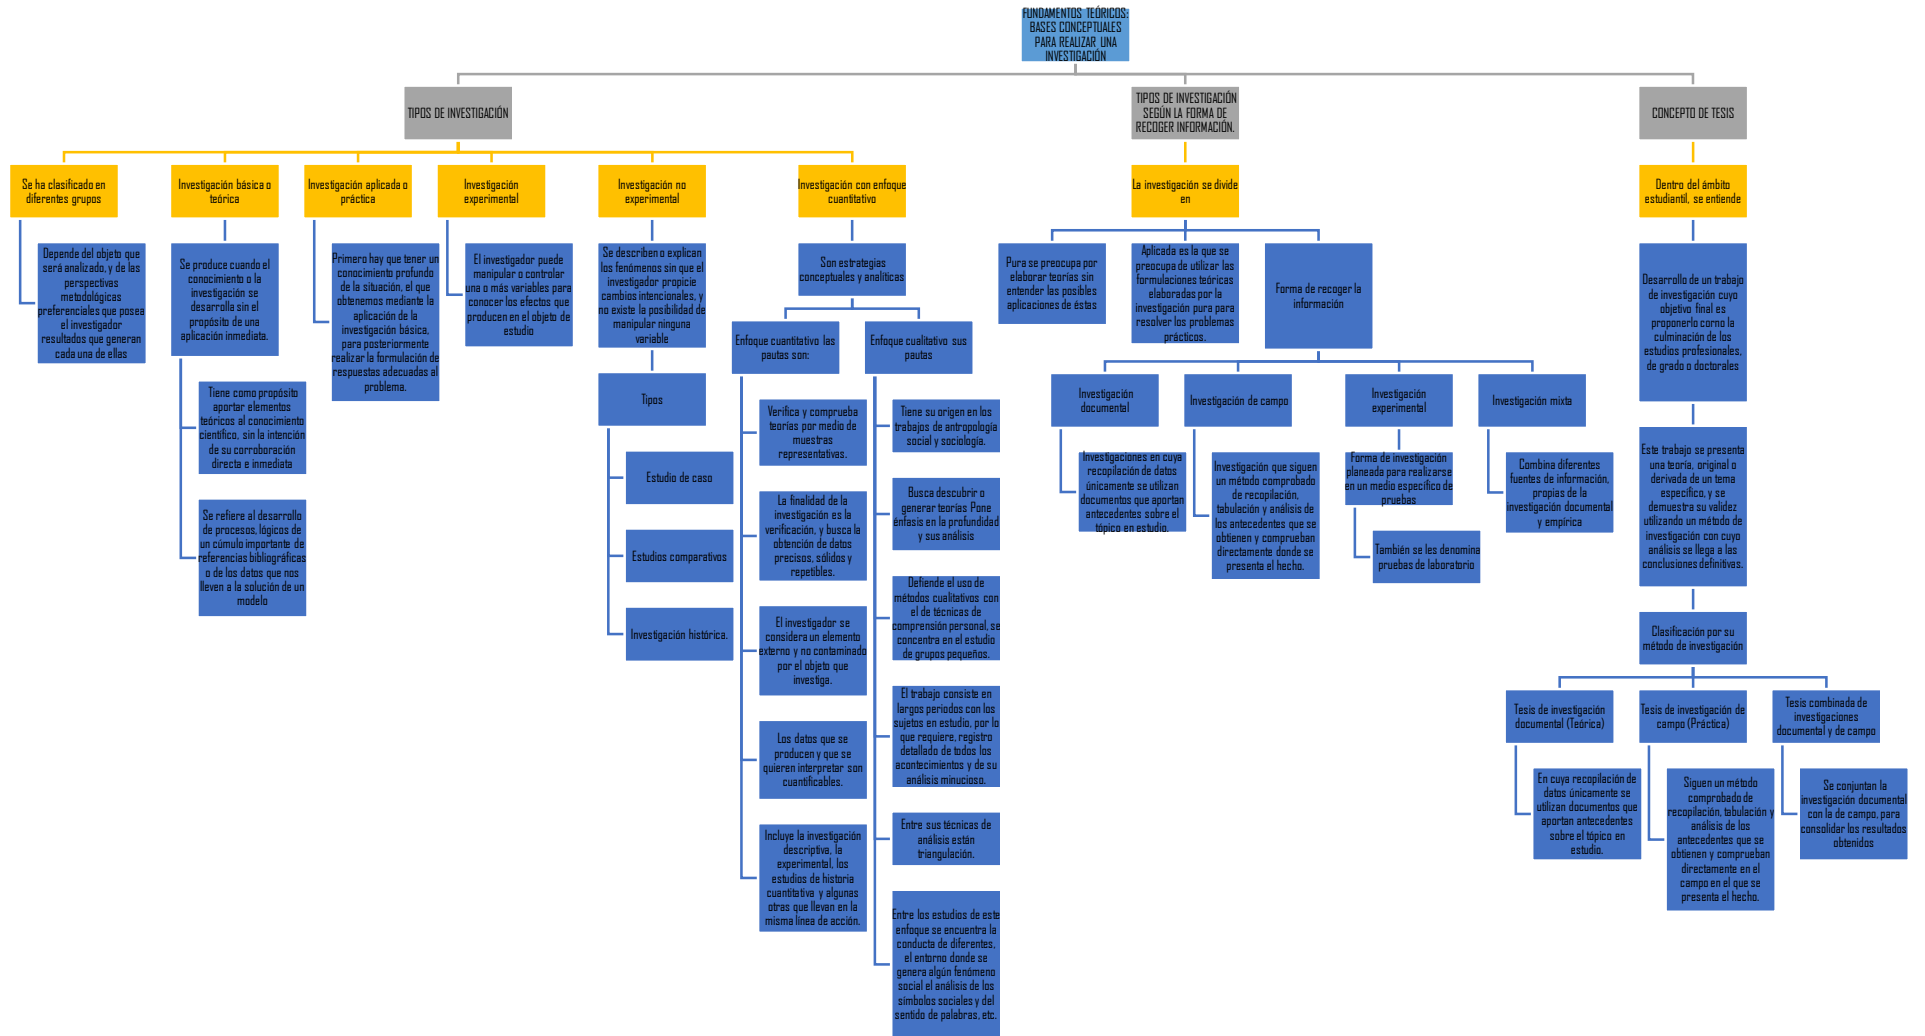 FUNDAMENTOS TEÓRICOS:
BASES CONCEPTUALES
PARA REALIZAR UNA
INVESTIGACIÓN
TIPOS DE INVESTIGACIÓN
Se ha clasificado en
diferentes grupos
Depende del objeto que
será analizado, y de las
perspectivas
metodológicas
preferenciales que posea
el investigador
resultados que generan
cada una de ellas
Investigación básica o
teórica
Se produce cuando el
conocimiento o la
investigación se
desarrolla sin el
propósito de una
aplicación inmediata.
Tiene como propósito
aportar elementos
teóricos al conocimiento
científico, sin la intención
de su corroboración
directa e inmediata
Se refiere al desarrollo
de procesos, lógicos de
un cúmulo importante de
referencias bibliográficas
o de los datos que nos
lleven a la solución de un
modelo
Investigación aplicada o
práctica
Primero hay que tener un
conocimiento profundo
de la situación, el que
obtenemos mediante la
aplicación de la
investigación básica,
para posteriormente
realizar la formulación de
respuestas adecuadas al
problema.
Investigación
experimental
El investigador puede
manipular o controlar
una o más variables para
conocer los efectos que
producen en el objeto de
estudio
Investigación no
experimental
Se describen o explican
los fenómenos sin que el
investigador propicie
cambios intencionales, y
no existe la posibilidad de
manipular ninguna
variable
Tipos
Estudio de caso
Estudios comparativos
Investigación histórica.
Investigación con enfoque
cuantitativo
Son estrategias
conceptuales y analíticas
Enfoque cuantitativo las
pautas son:
Verifica y comprueba
teorías por medio de
muestras
representativas.
La finalidad de la
investigación es la
verificación, y busca la
obtención de datos
precisos, sólidos y
repetibles.
El investigador se
considera un elemento
externo y no contaminado
por el objeto que
investiga.
Los datos que se
producen y que se
quieren interpretar son
cuantificables.
Incluye la investigación
descriptiva, la
experimental, los
estudios de historia
cuantitativa y algunas
otras que llevan en la
misma línea de acción.
Enfoque cualitativo sus
pautas
Tiene su origen en los
trabajos de antropología
social y sociología.
Busca descubrir o
generar teorías Pone
énfasis en la profundidad
y sus análisis
Defiende el uso de
métodos cualitativos con
el de técnicas de
comprensión personal, se
concentra en el estudio
de grupos pequeños.
El trabajo consiste en
largos periodos con los
sujetos en estudio, por lo
que requiere, registro
detallado de todos los
acontecimientos y de su
análisis minucioso.
Entre sus técnicas de
análisis están
triangulación.
Entre los estudios de este
enfoque se encuentra la
conducta de diferentes,
el entorno donde se
genera algún fenómeno
social el análisis de los
símbolos sociales y del
sentido de palabras, etc.
TIPOS DE INVESTIGACIÓN
SEGÚN LA FORMA DE
RECOGER INFORMACIÓN.
La investigación se divide
en
Pura se preocupa por
elaborar teorías sin
entender las posibles
aplicaciones de éstas
Aplicada es la que se
preocupa de utilizar las
formulaciones teóricas
elaboradas por la
investigación pura para
resolver los problemas
prácticos.
Forma de recoger la
información
Investigación
documental
Investigaciones en cuya
recopilación de datos
únicamente se utilizan
documentos que aportan
antecedentes sobre el
tópico en estudio.
Investigación de campo
Investigación que siguen
un método comprobado
de recopilación,
tabulación y análisis de
los antecedentes que se
obtienen y comprueban
directamente donde se
presenta el hecho.
Investigación
experimental
Forma de investigación
planeada para realizarse
en un medio específico de
pruebas
También se les denomina
pruebas de laboratorio
Investigación mixta
Combina diferentes
fuentes de información,
propias de la
investigación documental
y empírica
CONCEPTO DE TESIS
Dentro del ámbito
estudiantil, se entiende
Desarrollo de un trabajo
de investigación cuyo
objetivo final es
proponerlo como la
culminación de los
estudios profesionales,
de grado o doctorales
Este trabajo se presenta
una teoría, original o
derivada de un tema
específico, y se
demuestra su validez
utilizando un método de
investigación con cuyo
análisis se llega a las
conclusiones definitivas.
Clasificación por su
método de investigación
Tesis de investigación
documental (Teórica)
En cuya recopilación de
datos únicamente se
utilizan documentos que
aportan antecedentes
sobre el tópico en
estudio.
Tesis de investigación de
campo (Práctica)
Siguen un método
comprobado de
recopilación, tabulación y
análisis de los
antecedentes que se
obtienen y comprueban
directamente en el
campo en el que se
presenta el hecho.
Tesis combinada de
investigaciones
documental y de campo
Se conjuntan la
investigación documental
con la de campo, para
consolidar los resultados
obtenidos